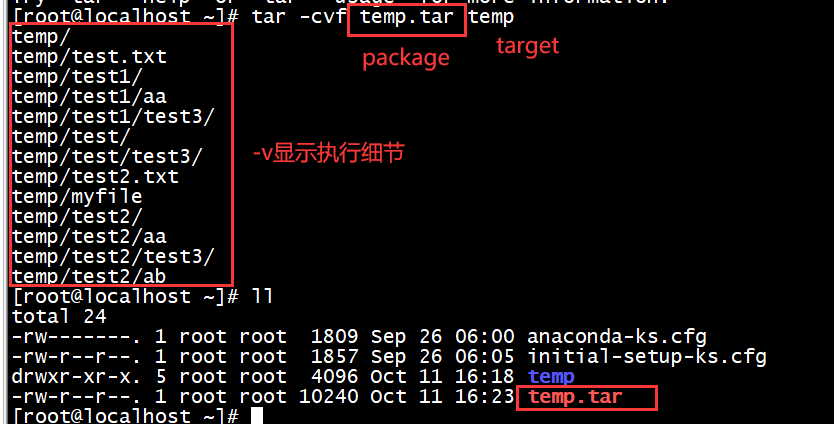 Try `tar --help' or `tar --usage' for more information.
[root@localhost ~]# tar -cvf temp.tar temp
package
target
temp/
temp/test.txt
temp/test1/
temp/test1/aa
temp/test1/test3/
temp/test/
temp/test/test3/
-v显示执行细节
temp/test2.txt
temp/myfile
temp/test2/
temp/test2/aa
temp/test2/test3/
temp/test2/ab
[root@localhost ~]# ll
total 24
-rw-------. 1 root root  1809 Sep 26 06:00 anaconda-ks.cfg
-rw-r--r--. 1 root root  1857 Sep 26 06:05 initial-setup-ks.cfg
drwxr-xr-x. 5 root root  4096 Oct 11 16:18 temp
-rw-r--r--. 1 root root 10240 Oct 11 16:23 temp.tar
[root@localhost ~]#